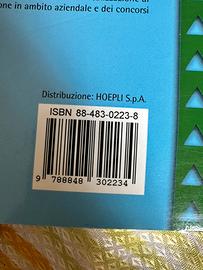 one in ambito aziendale e dei concorsi
Distribuzione: HOEPLI S.p.A.
ISBN 88-483-0223-8
9 788848 302234